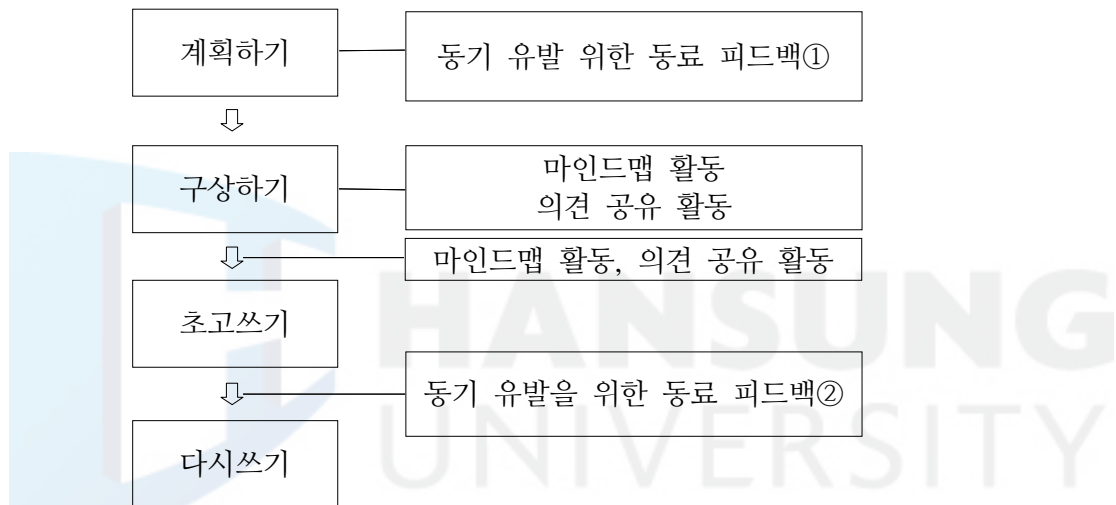 계획하기
동기 유발 위한 동료 피드백①
구상하기
마인드맵 활동
의견 공유 활동
마인드맵 활동, 의견 공유 활동
초고쓰기
동기 유발을 위한 동료 피드백②
다시쓰기
HANSUNG
UNIVERSITY